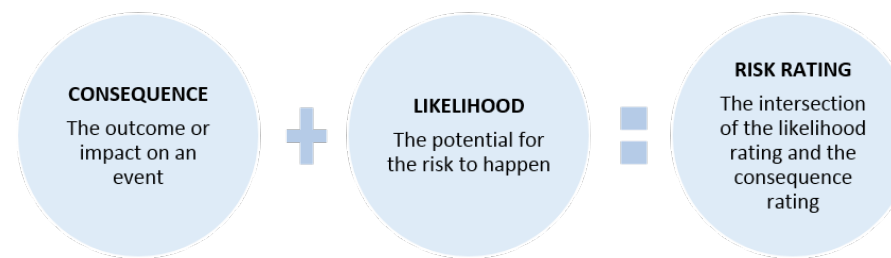 CONSEQUENCE
The outcome or
impact on an
event
LIKELIHOOD
The potential for
the risk to happen
RISK RATING
The intersection
of the likelihood
rating and the
consequence
rating